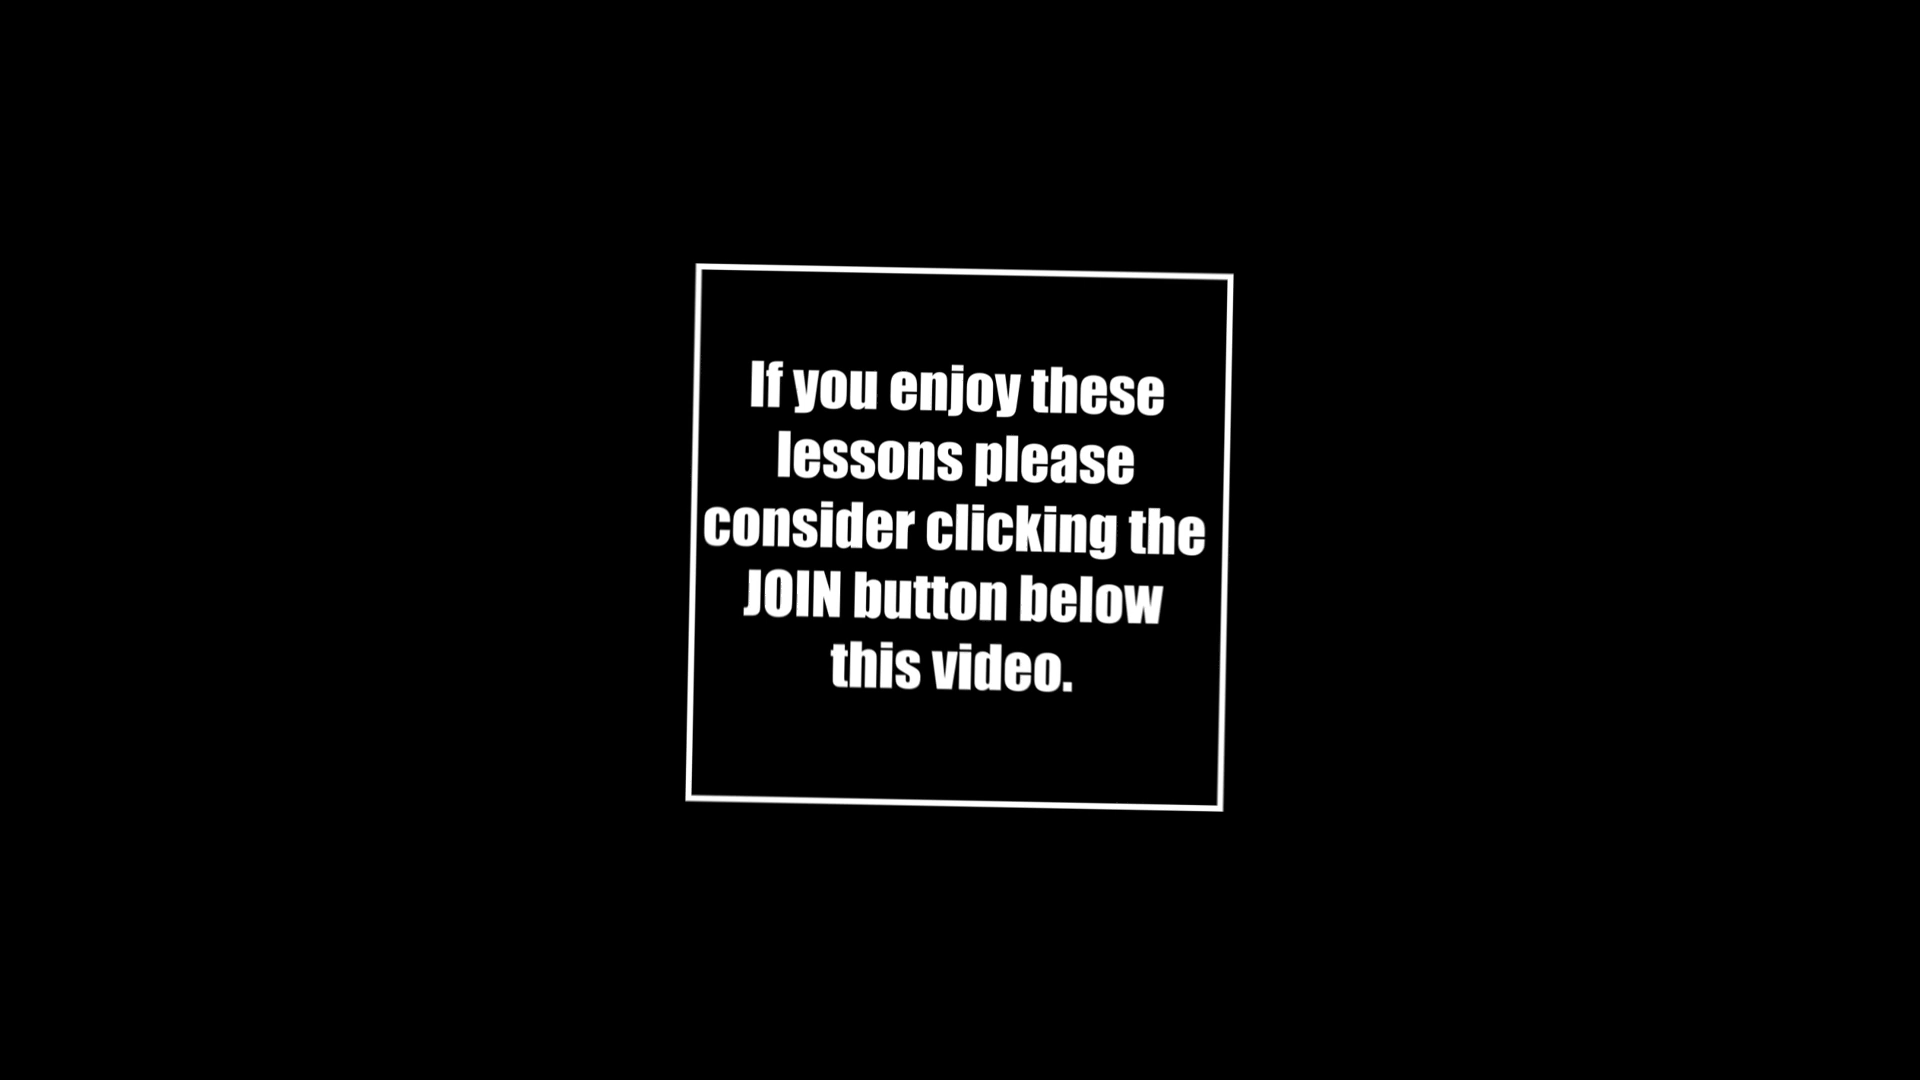 If you enjoy these
lessons please
consider clicking the
JOIN button below
this video.